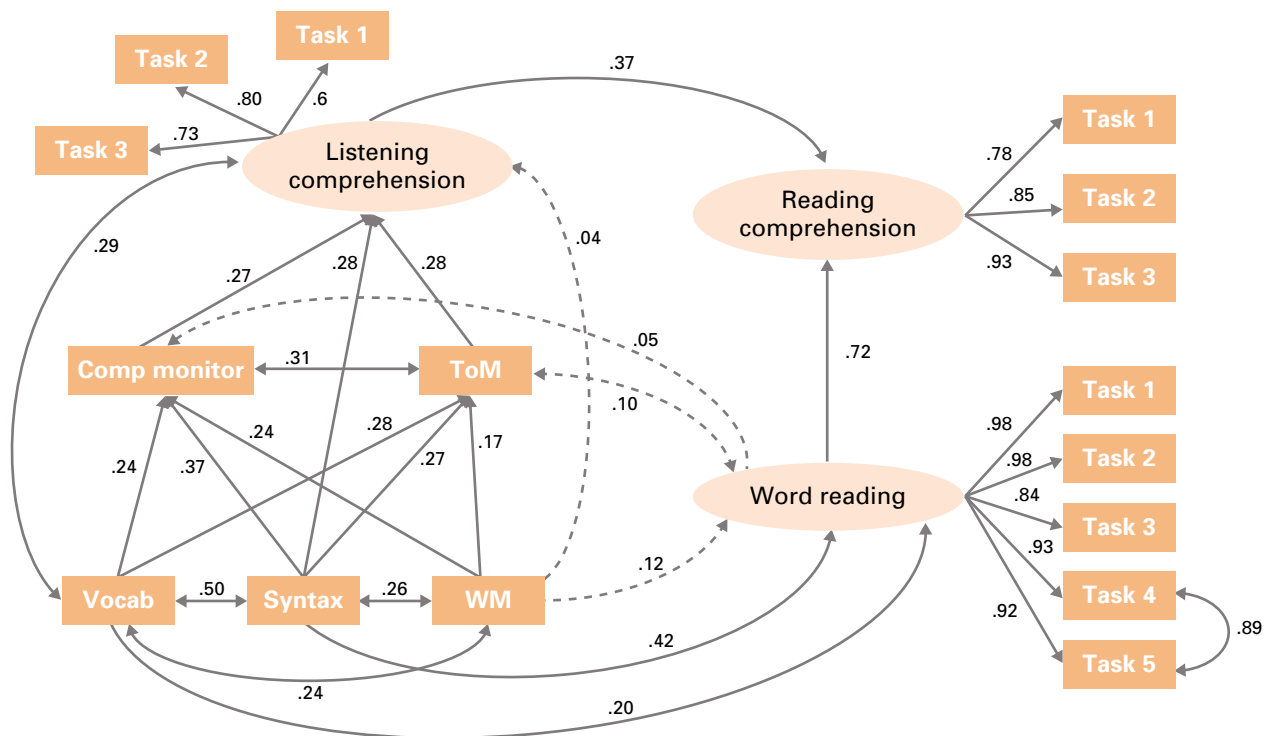 Task 1
Task 2
Task 3
.6
.80
.73
.37
Listening
comprehension
Reading
comprehension
Task 1
Task 2
Task 3
.78
.85
.93
.29
.27
.28
.28
.04
Comp monitor
.31
ToM
.05
.10
.72
.24
.37
.24
.28
.27
.17
Word reading
Task 1
Task 2
Task 3
Task 4
Task 5
.98
.98
.84
.93
.92
.89
Vocab
.50
Syntax
.26
WM
.12
.42
.24
.20